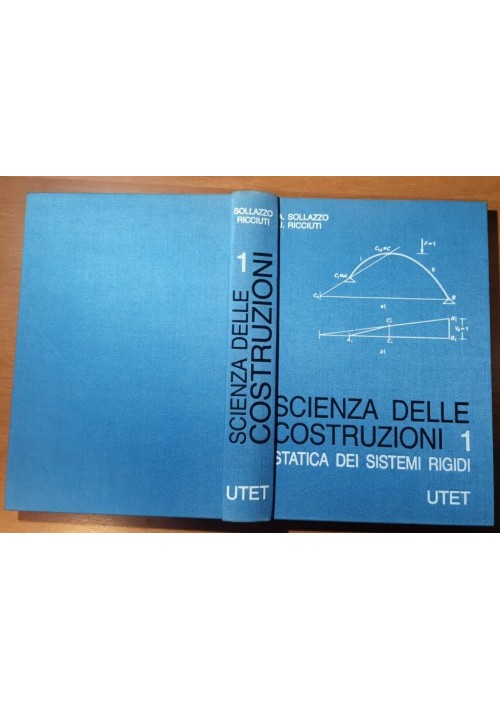 SOLLAZZO
RICCIUTI
1
SCIENZA DELLE
COSTRUZIONI
UTET
A. SOLLAZZO
U. RICCIUTI
a)
B
b)
SCIENZA DELLE
COSTRUZIONI 1
STATICA DEI SISTEMI RIGIDI
UTET